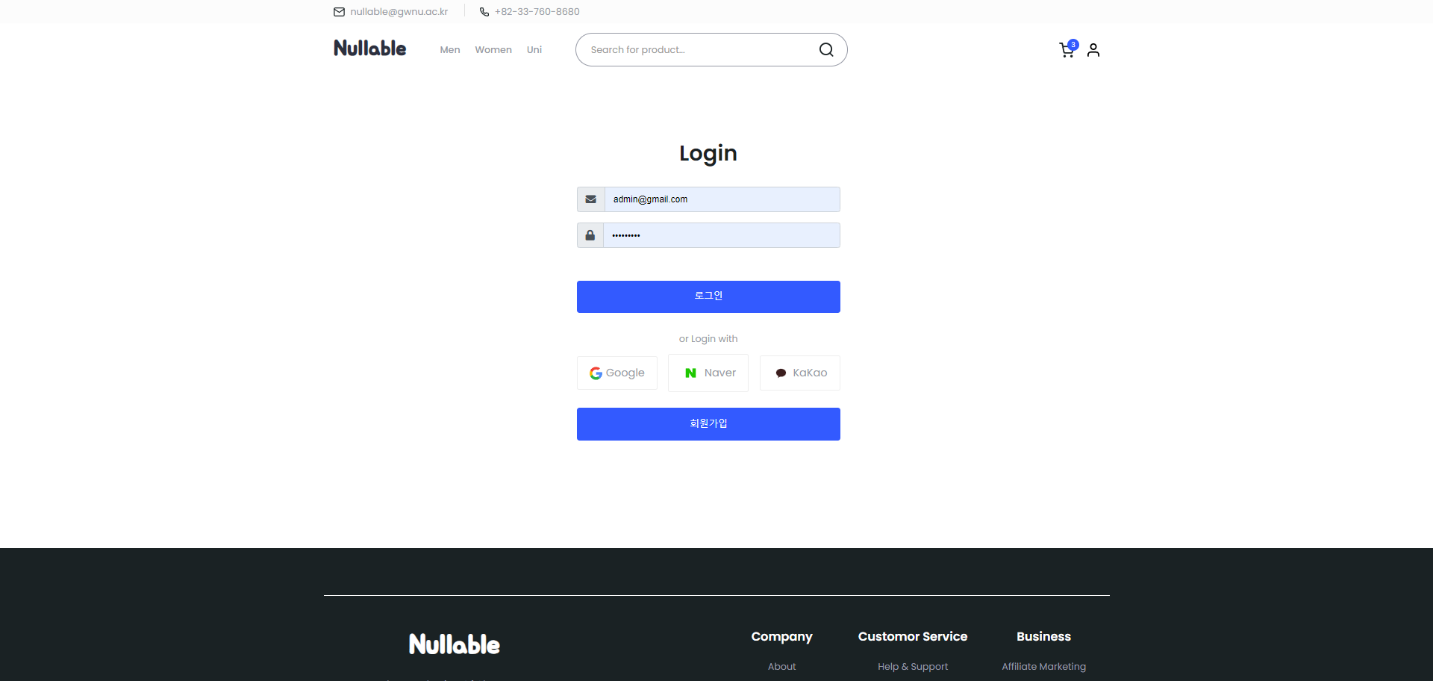 nullable@gwnu.ac.kr +82-33-760-8680
Nullable Men Women Uni Search for product... 3
Login
admin@gmail.com
•••••••••
로그인
or Login with
Google Naver KaKao
회원가입
Nullable Company Customor Service Business
About Help & Support Affiliate Marketing